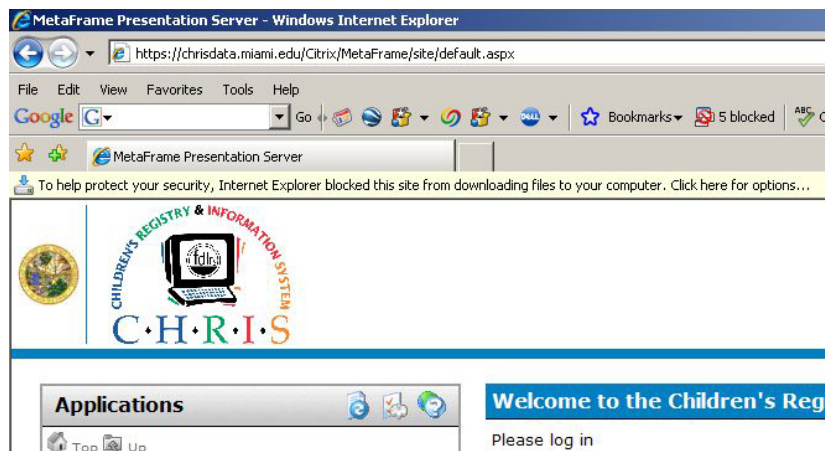 MetaFrame Presentation Server - Windows Internet Explorer
https://chrisdata.miami.edu/Citrix/MetaFrame/site/default.aspx
File Edit View Favorites Tools Help
Google G Go Bookmarks 5 blocked ABC
MetaFrame Presentation Server
To help protect your security, Internet Explorer blocked this site from downloading files to your computer. Click here for options...
CHILDREN'S REGISTRY & INFORMATION SYSTEM
fdlrs
C·H·R·I·S
Applications
Welcome to the Children's Reg
Top Up
Please log in